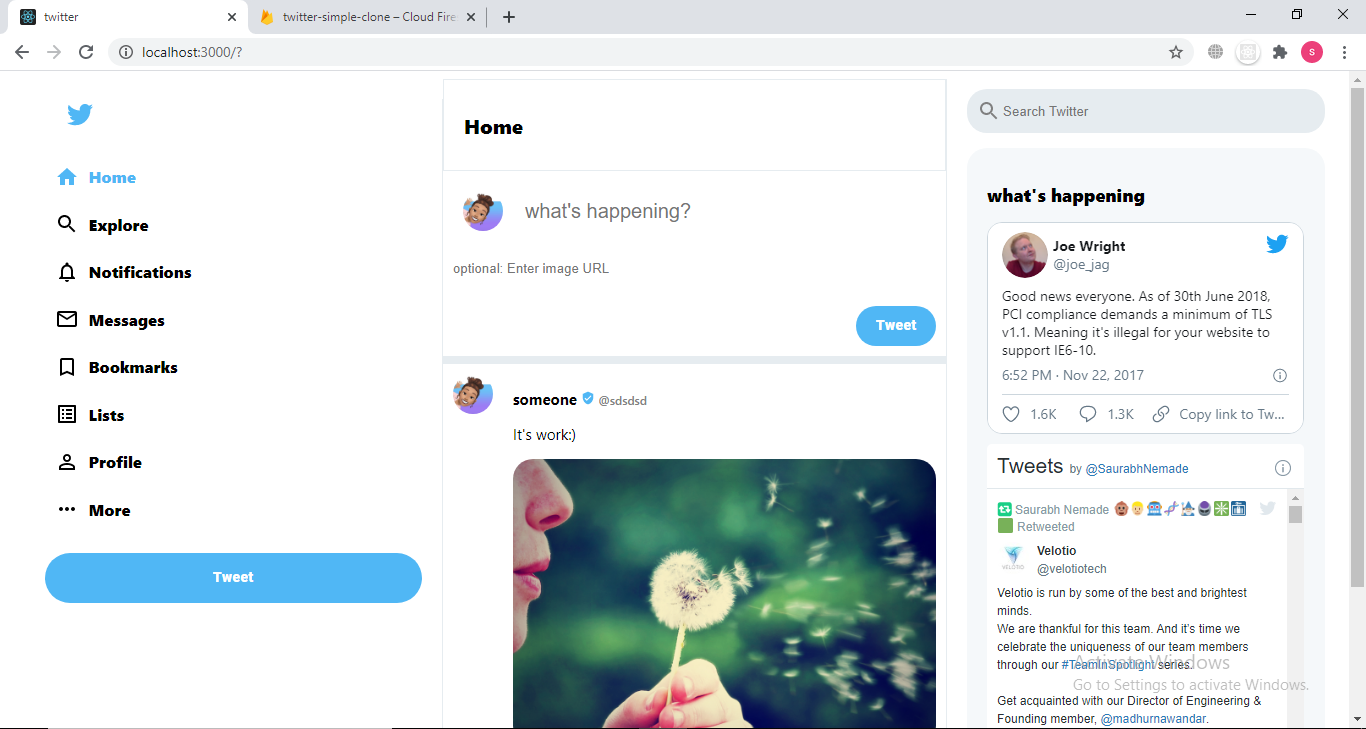 twitter
twitter-simple-clone – Cloud Fire
localhost:3000/?
s
Home
Explore
Notifications
Messages
Bookmarks
Lists
Profile
More
Tweet
Home
what's happening?
optional: Enter image URL
Tweet
someone @sdsdsd
It's work:)
Search Twitter
what's happening
Joe Wright
@joe_jag
Good news everyone. As of 30th June 2018,
PCI compliance demands a minimum of TLS
v1.1. Meaning it's illegal for your website to
support IE6-10.
6:52 PM · Nov 22, 2017
1.6K 1.3K Copy link to Tw...
Tweets by @SaurabhNemade
Saurabh Nemade
Retweeted
VELOTIO
Velotio
@velotiotech
Velotio is run by some of the best and brightest
minds.
We are thankful for this team. And it's time we
celebrate the uniqueness of our team members
through our #TeamInSpotlight series.
Activate Windows
Go to Settings to activate Windows.
Get acquainted with our Director of Engineering &
Founding member, @madhurnawandar.